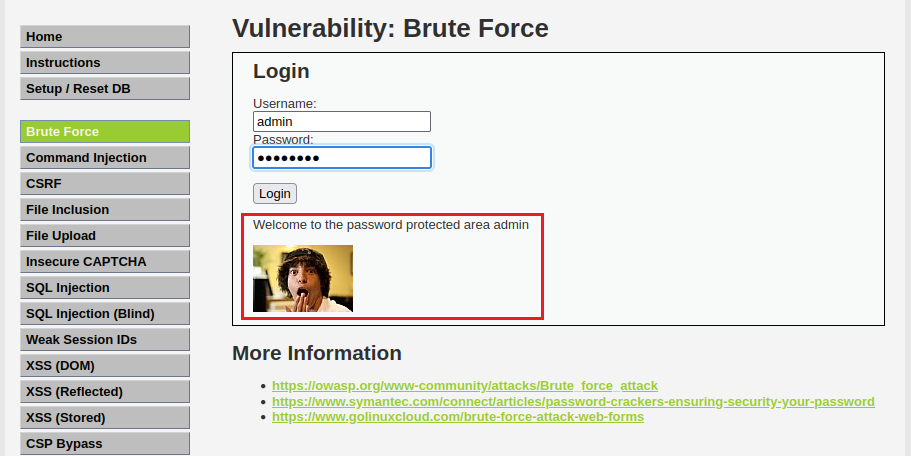 Home
Instructions
Setup / Reset DB
Brute Force
Command Injection
CSRF
File Inclusion
File Upload
Insecure CAPTCHA
SQL Injection
SQL Injection (Blind)
Weak Session IDs
XSS (DOM)
XSS (Reflected)
XSS (Stored)
CSP Bypass
Vulnerability: Brute Force
Login
Username:
admin
Password:
●●●●●●●●
Login
Welcome to the password protected area admin
More Information
• https://owasp.org/www-community/attacks/Brute_force_attack
• https://www.symantec.com/connect/articles/password-crackers-ensuring-security-your-password
• https://www.golinuxcloud.com/brute-force-attack-web-forms